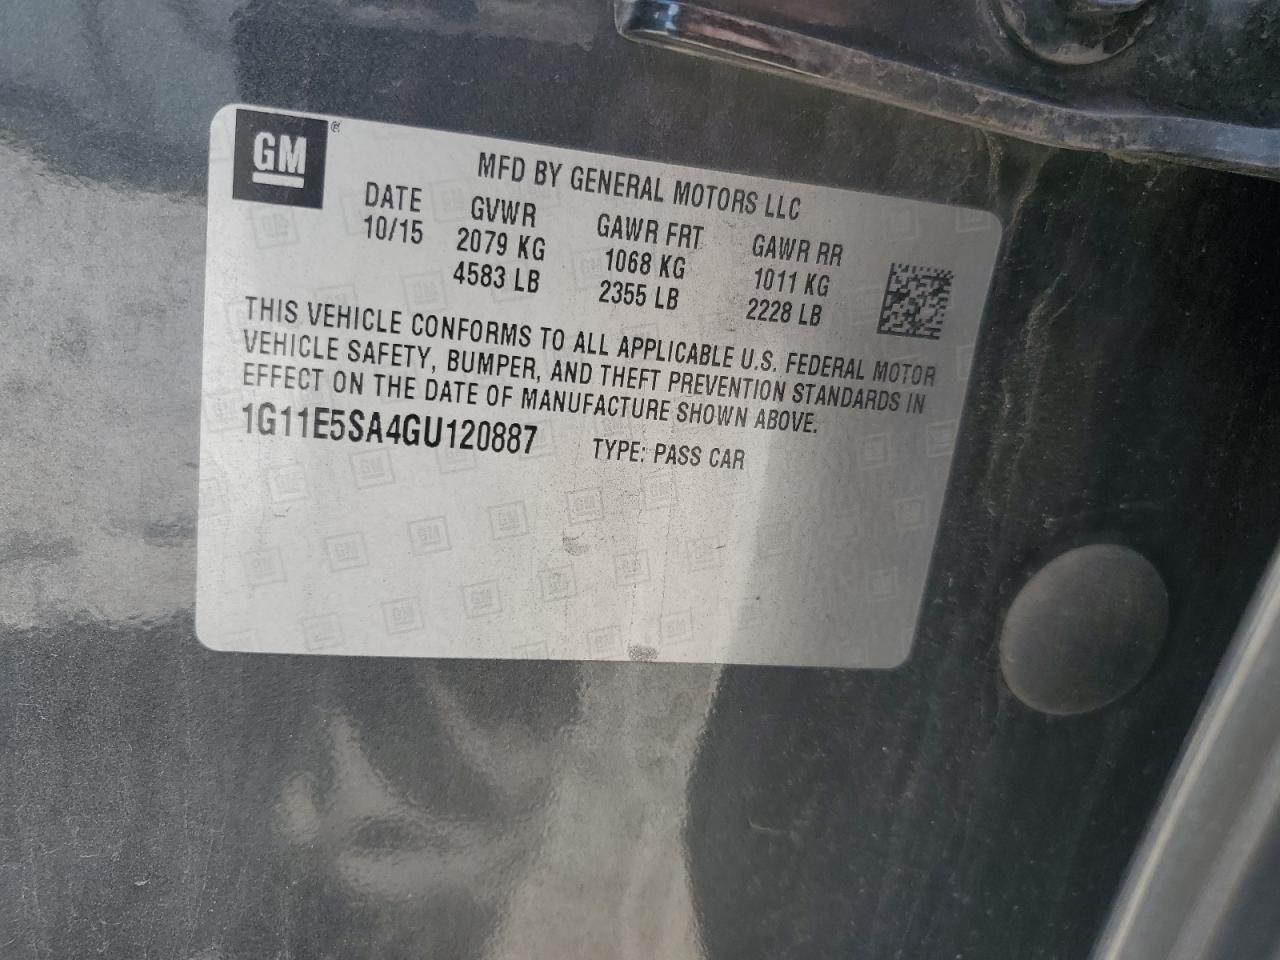 GM ®
MFD BY GENERAL MOTORS LLC
DATE GVWR GAWR FRT GAWR RR
10/15 2079 KG 1068 KG 1011 KG
4583 LB 2355 LB 2228 LB
THIS VEHICLE CONFORMS TO ALL APPLICABLE U.S. FEDERAL MOTOR
VEHICLE SAFETY, BUMPER, AND THEFT PREVENTION STANDARDS IN
EFFECT ON THE DATE OF MANUFACTURE SHOWN ABOVE.
1G11E5SA4GU120887 TYPE: PASS CAR